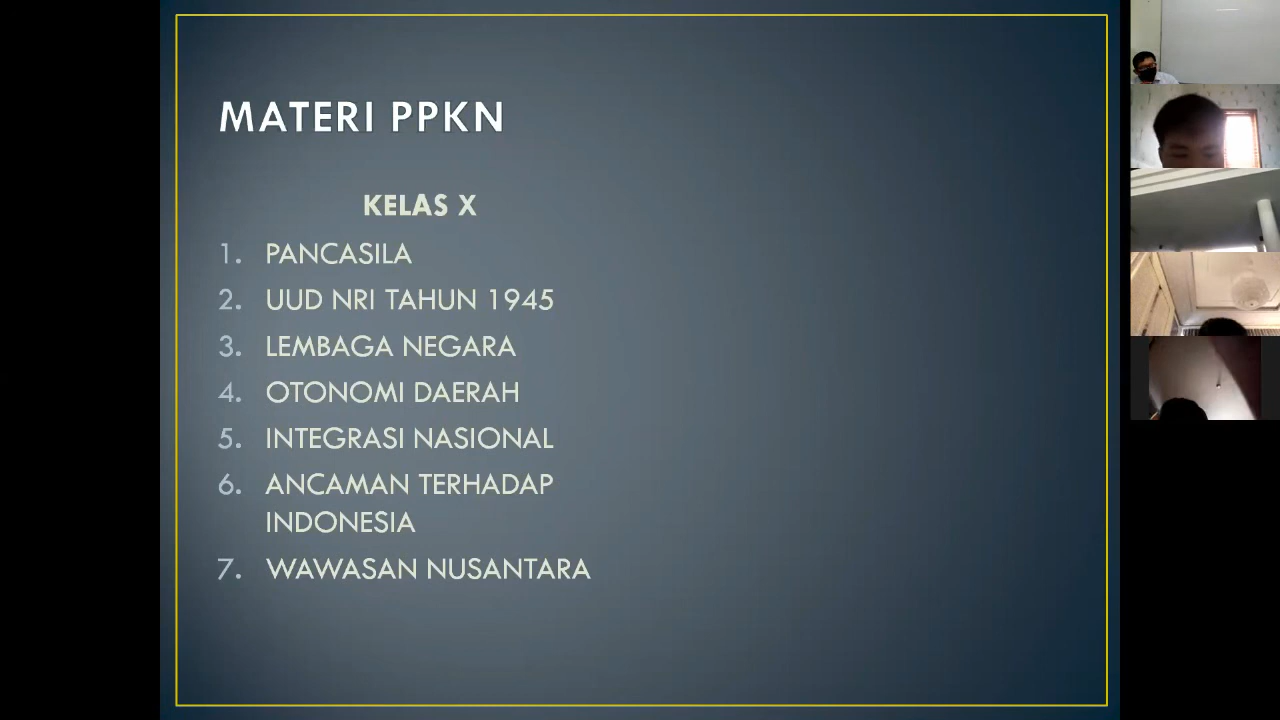 MATERI PPKN
KELAS X
1. PANCASILA
2. UUD NRI TAHUN 1945
3. LEMBAGA NEGARA
4. OTONOMI DAERAH
5. INTEGRASI NASIONAL
6. ANCAMAN TERHADAP
INDONESIA
7. WAWASAN NUSANTARA